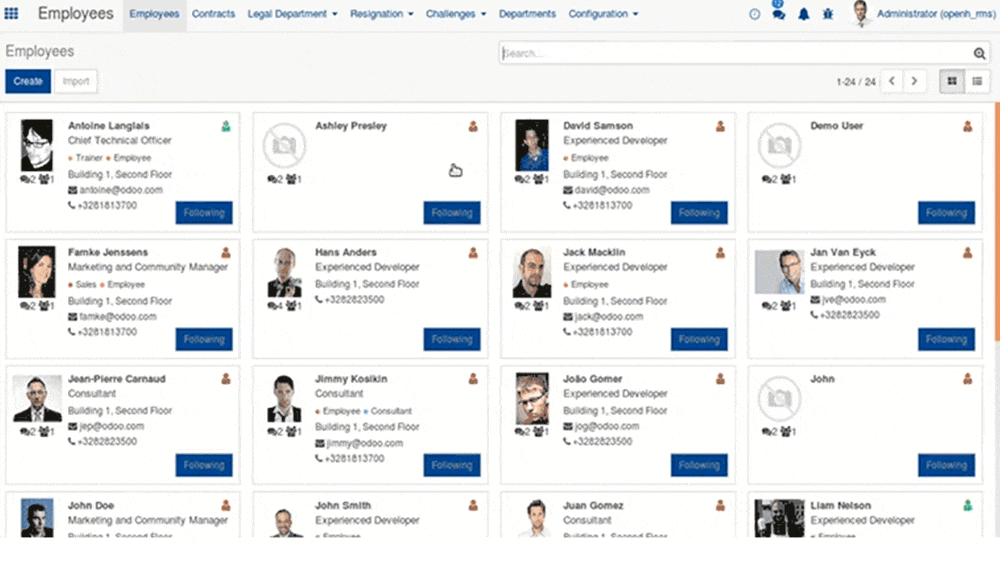 Employees Employees Contracts Legal Department Resignation Challenges Departments Configuration Administrator (openh_rms)
Employees
Search...
Create Import
1-24 / 24
Antoine Langlais
Chief Technical Officer
Trainer Employee
Building 1, Second Floor
antoine@odoo.com
+3281813700
2 1
Following
Ashley Presley
2 1
Following
David Samson
Experienced Developer
Employee
Building 1, Second Floor
david@odoo.com
+3281813700
2 1
Following
Demo User
2 1
Following
Famke Jenssens
Marketing and Community Manager
Sales Employee
Building 1, Second Floor
famke@odoo.com
+3281813700
2 1
Following
Hans Anders
Experienced Developer
Building 1, Second Floor
+3282823500
4 1
Following
Jack Macklin
Experienced Developer
Employee
Building 1, Second Floor
jack@odoo.com
+3281813700
2 1
Following
Jan Van Eyck
Experienced Developer
Building 1, Second Floor
jve@odoo.com
+3282823500
2 1
Following
Jean-Pierre Carnaud
Consultant
Building 1, Second Floor
jep@odoo.com
+3282823500
2 1
Following
Jimmy Kosikin
Consultant
Employee Consultant
Building 1, Second Floor
jimmy@odoo.com
+3281813700
2 1
Following
João Gomer
Experienced Developer
Building 1, Second Floor
jog@odoo.com
+3282823500
2 1
Following
John
2 1
Following
John Doe
Marketing and Community Manager
Building 1, Second Floor
John Smith
Experienced Developer
Employee
Juan Gomez
Consultant
Building 1, Second Floor
Liam Nelson
Experienced Developer
Employee